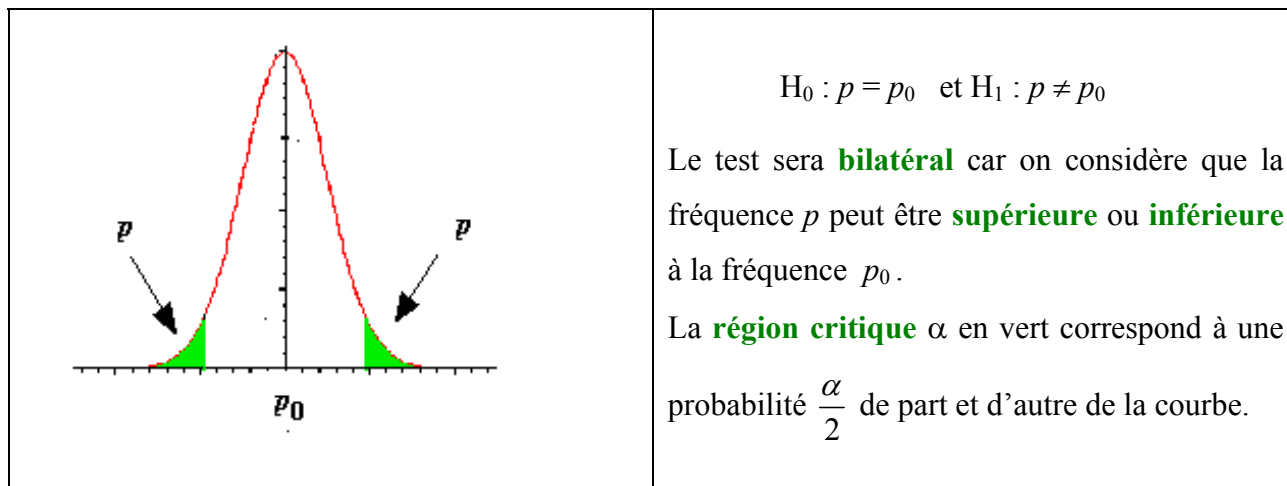 p
p
p₀
H₀ : p = p₀ et H₁ : p ≠ p₀
Le test sera bilatéral car on considère que la
fréquence p peut être supérieure ou inférieure
à la fréquence p₀ .
La région critique α en vert correspond à une
probabilité α/2 de part et d’autre de la courbe.